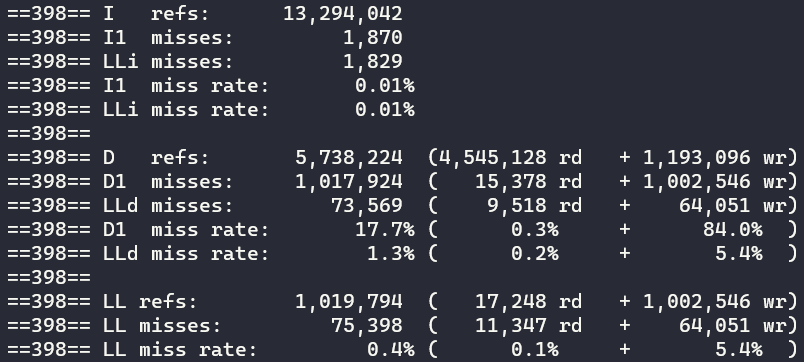 ==398== I   refs:      13,294,042
==398== I1  misses:         1,870
==398== LLi misses:         1,829
==398== I1  miss rate:       0.01%
==398== LLi miss rate:       0.01%
==398==
==398== D   refs:       5,738,224  (4,545,128 rd   + 1,193,096 wr)
==398== D1  misses:     1,017,924  (   15,378 rd   + 1,002,546 wr)
==398== LLd misses:        73,569  (    9,518 rd   +    64,051 wr)
==398== D1  miss rate:       17.7% (      0.3%     +      84.0%  )
==398== LLd miss rate:        1.3% (      0.2%     +       5.4%  )
==398==
==398== LL refs:        1,019,794  (   17,248 rd   + 1,002,546 wr)
==398== LL misses:         75,398  (   11,347 rd   +    64,051 wr)
==398== LL miss rate:         0.4% (      0.1%     +       5.4%  )